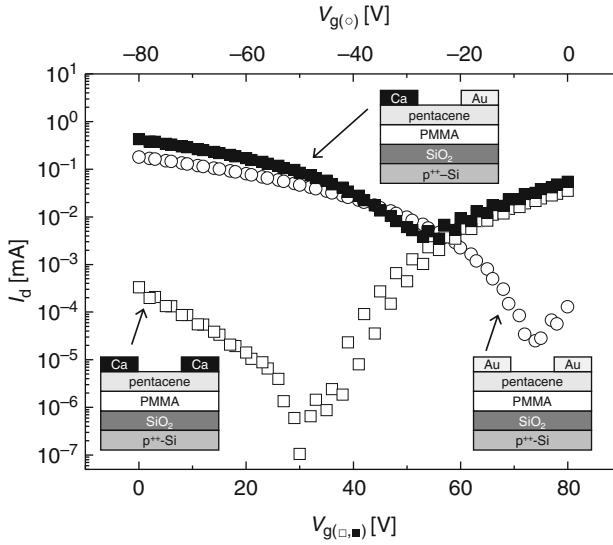 V_g(○) [V]
−80 −60 −40 −20 0
10^1
10^0
10^-1
10^-2
10^-3
10^-4
10^-5
10^-6
10^-7
I_d [mA]
Ca Au
pentacene
PMMA
SiO₂
p⁺⁺–Si
Ca Ca
pentacene
PMMA
SiO₂
p⁺⁺-Si
Au Au
pentacene
PMMA
SiO₂
p⁺⁺-Si
0 20 40 60 80
V_g(□,■) [V]